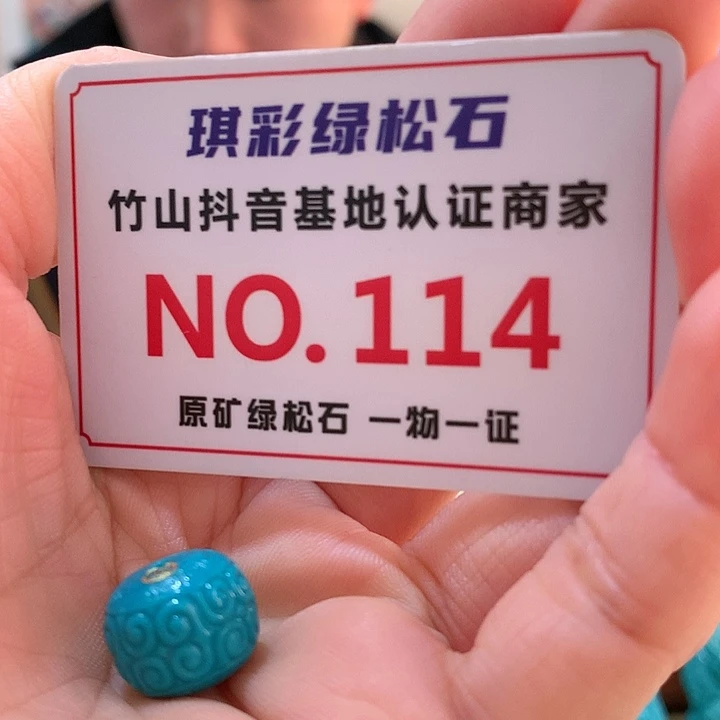 琪彩绿松石
竹山抖音基地认证商家
NO.114
原矿绿松石 一物一证